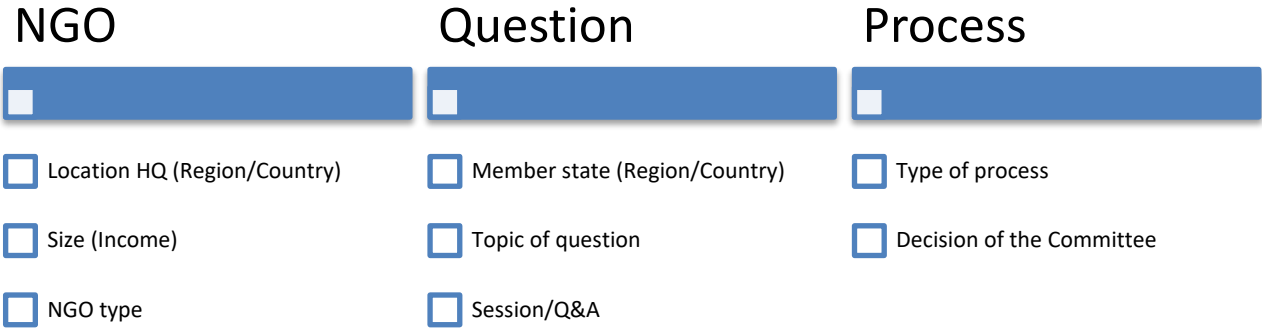 NGO
Location HQ (Region/Country)
Size (Income)
NGO type
Question
Member state (Region/Country)
Topic of question
Session/Q&A
Process
Type of process
Decision of the Committee